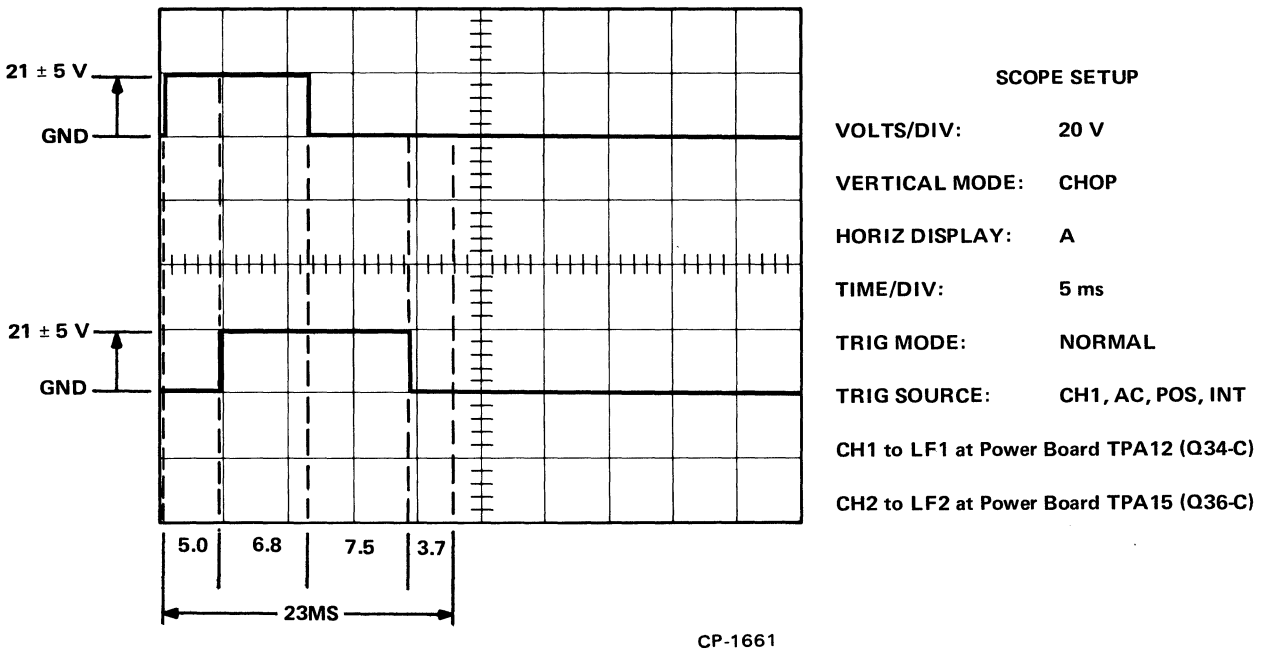 21 ± 5 V
GND
21 ± 5 V
GND
5.0 6.8 7.5 3.7
23MS
SCOPE SETUP
VOLTS/DIV: 20 V
VERTICAL MODE: CHOP
HORIZ DISPLAY: A
TIME/DIV: 5 ms
TRIG MODE: NORMAL
TRIG SOURCE: CH1, AC, POS, INT
CH1 to LF1 at Power Board TPA12 (Q34-C)
CH2 to LF2 at Power Board TPA15 (Q36-C)
CP-1661